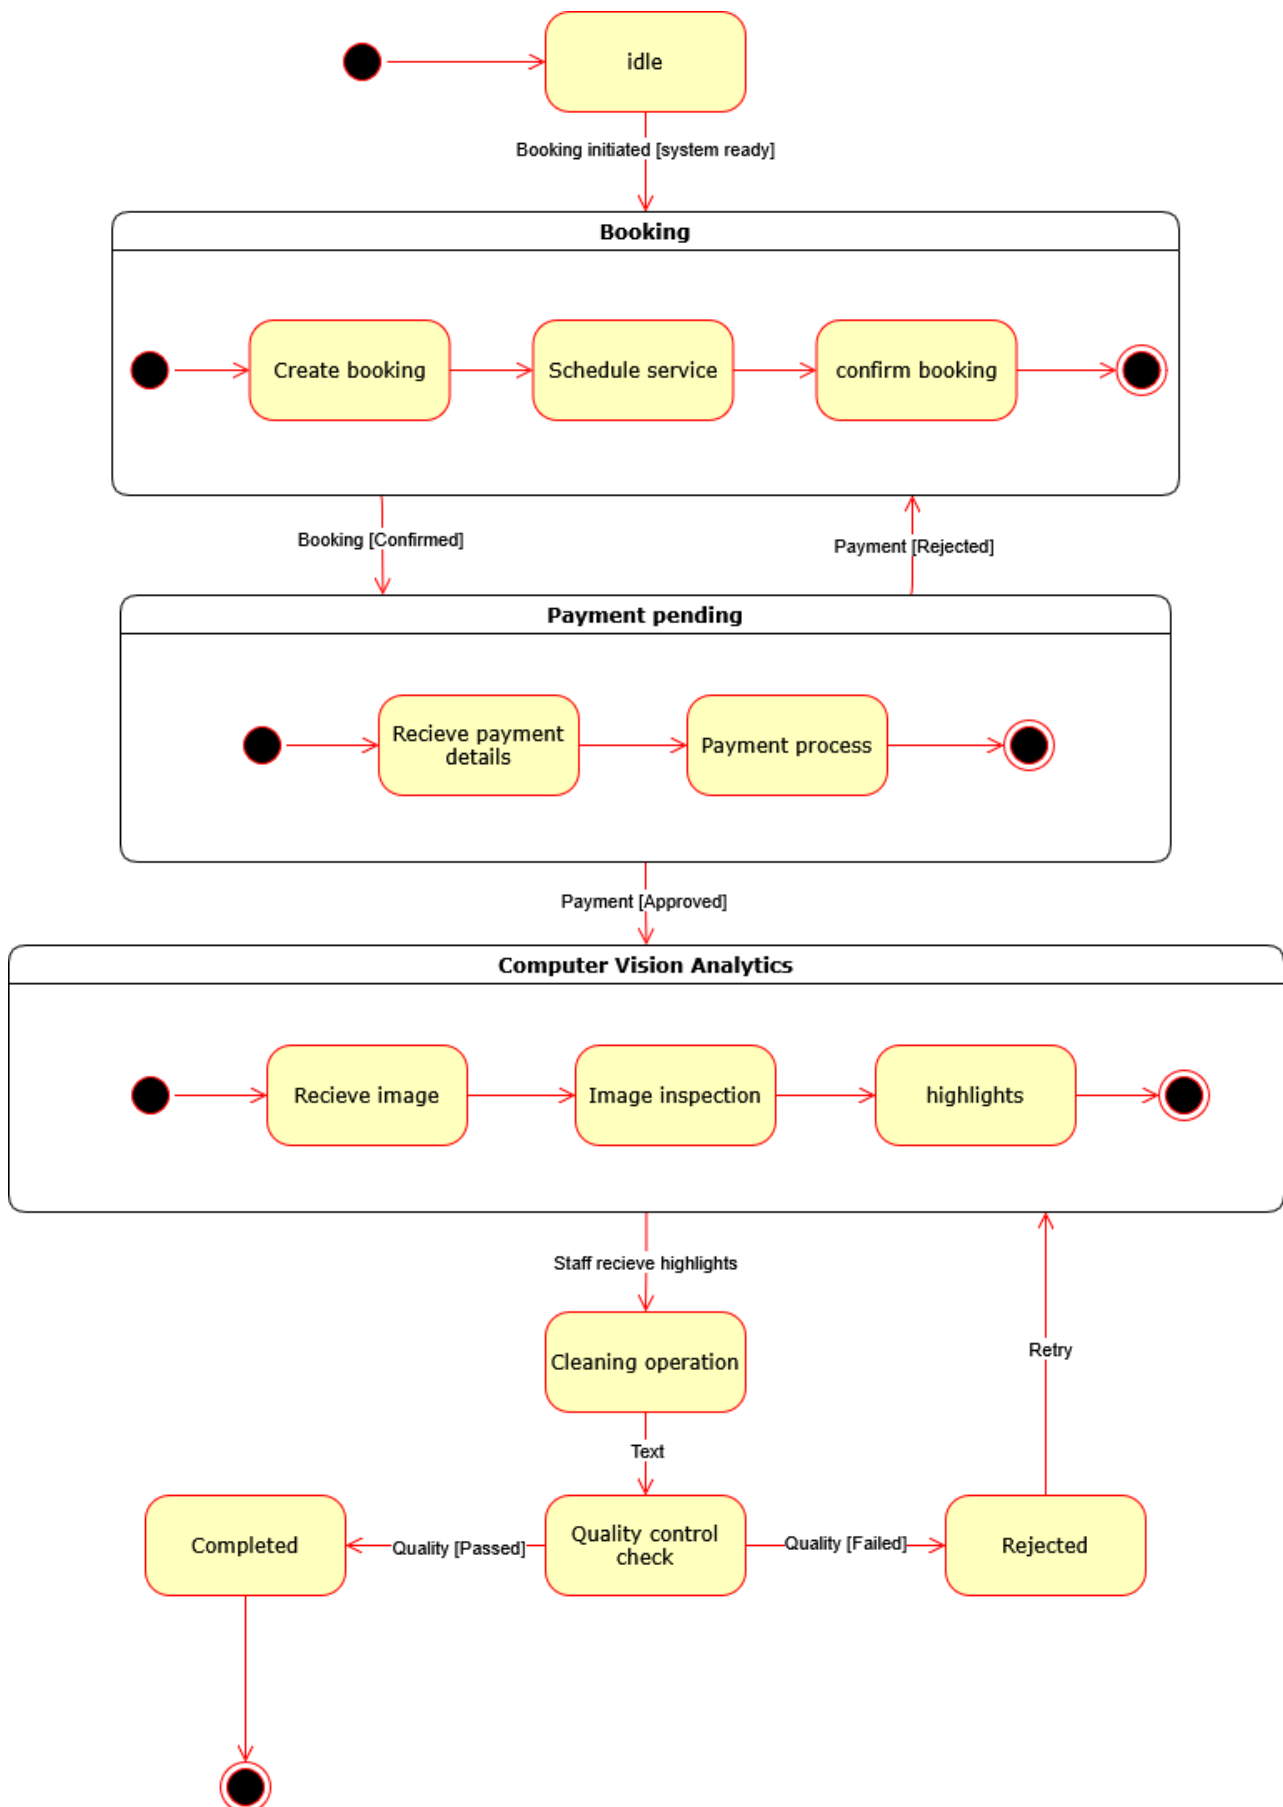 idle
Booking initiated [system ready]
Booking
Create booking
Schedule service
confirm booking
Booking [Confirmed]
Payment [Rejected]
Payment pending
Recieve payment
details
Payment process
Payment [Approved]
Computer Vision Analytics
Recieve image
Image inspection
highlights
Staff recieve highlights
Cleaning operation
Retry
Text
Completed
Quality [Passed]
Quality control
check
Quality [Failed]
Rejected